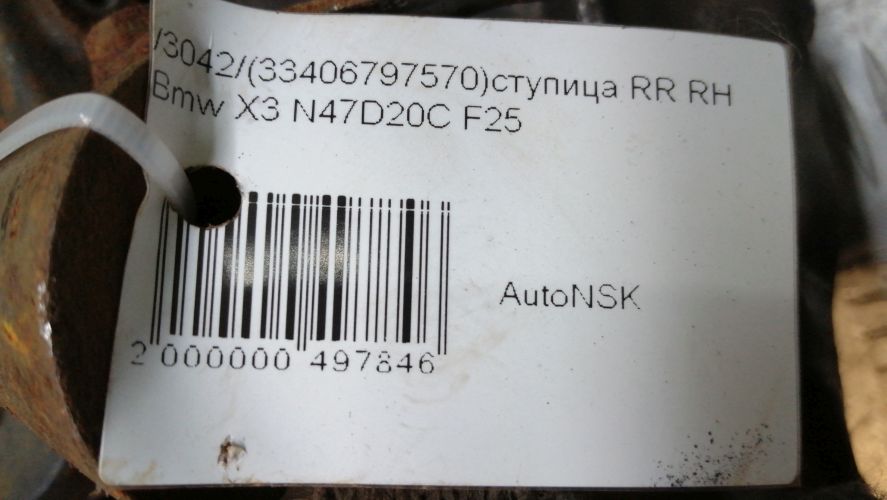 /3042/(33406797570)ступица RR RH
Bmw X3 N47D20C F25
AutoNSK
2 000000 497846